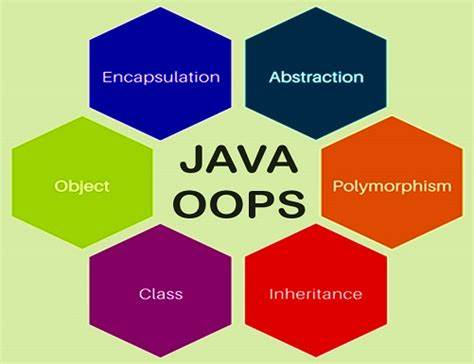 Encapsulation
Abstraction
Object
JAVA
OOPS
Polymorphism
Class
Inheritance